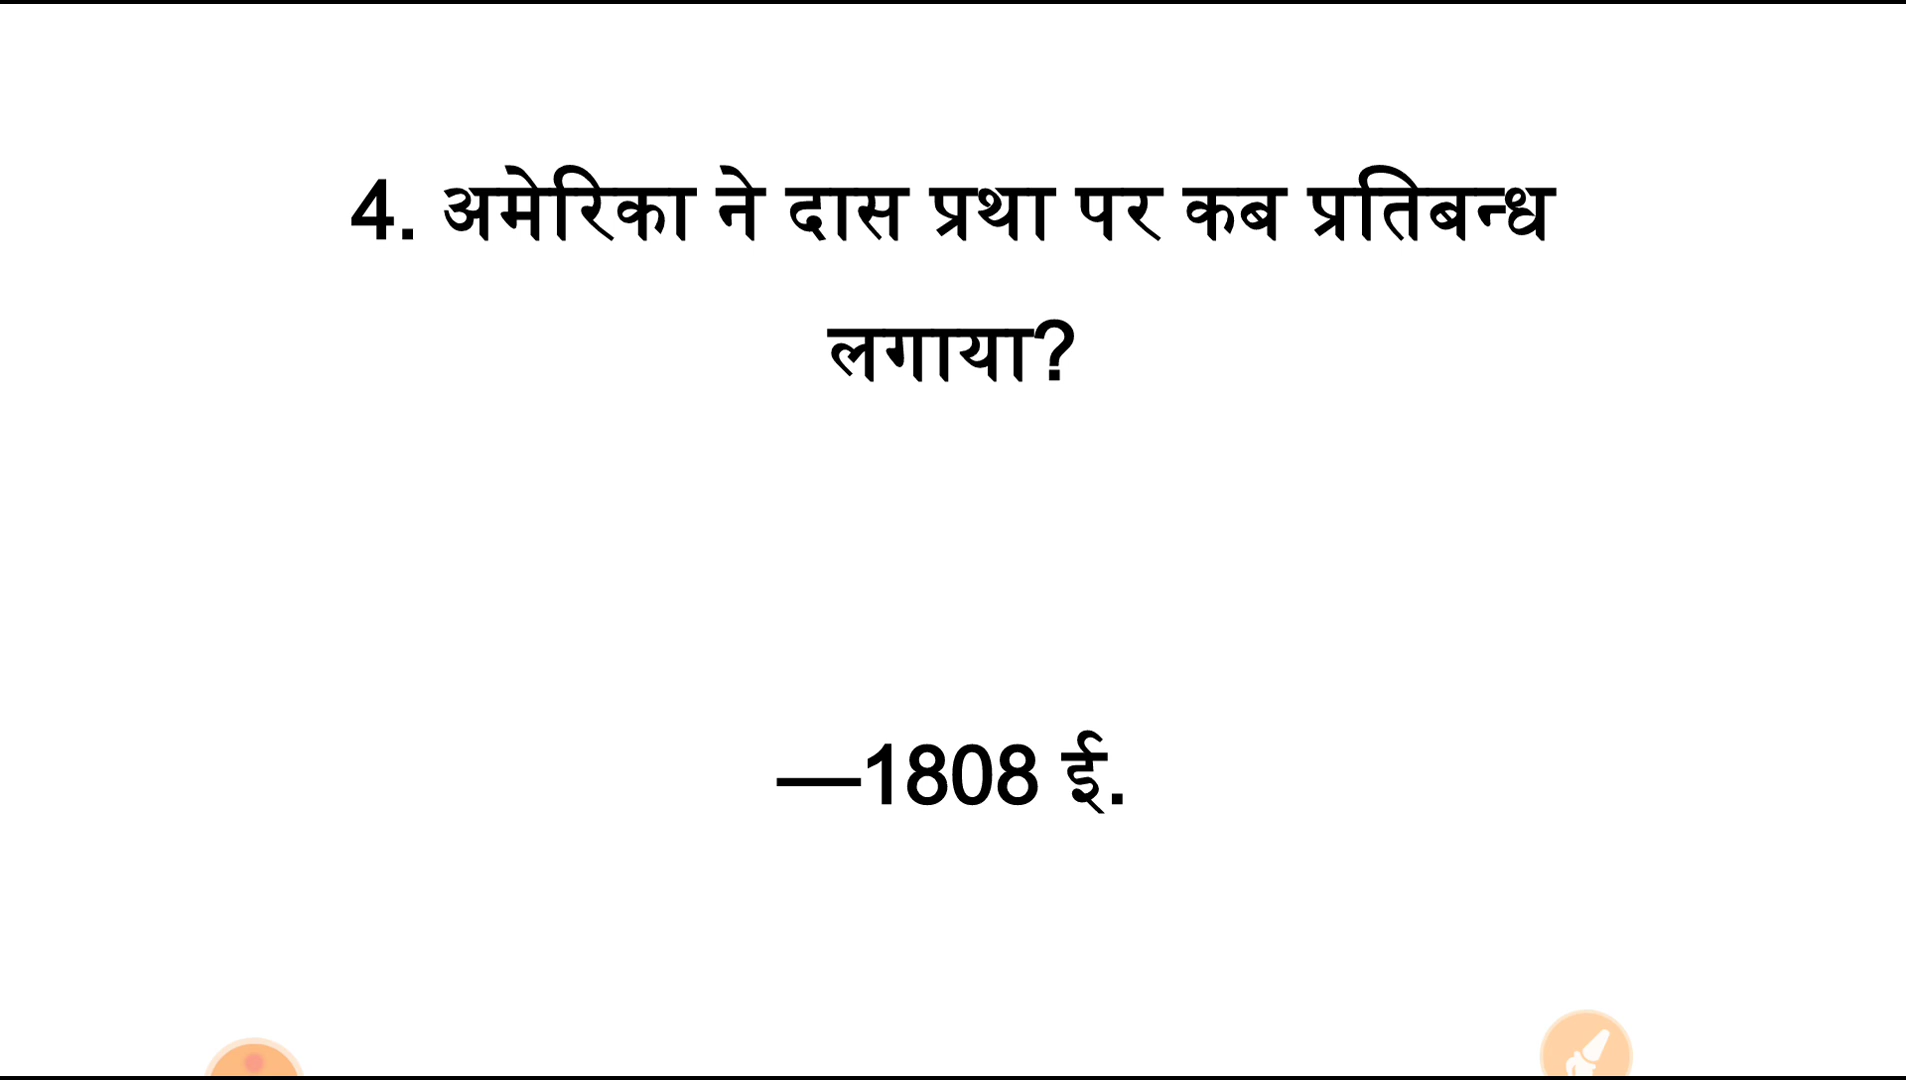 4. अमेरिका ने दास प्रथा पर कब प्रतिबन्ध
लगाया?
—1808 ई.